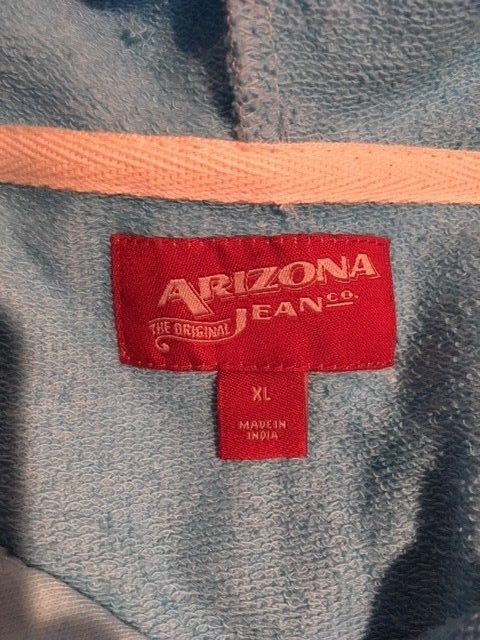 ARIZONA
THE ORIGINAL JEAN CO.
XL
MADE IN
INDIA